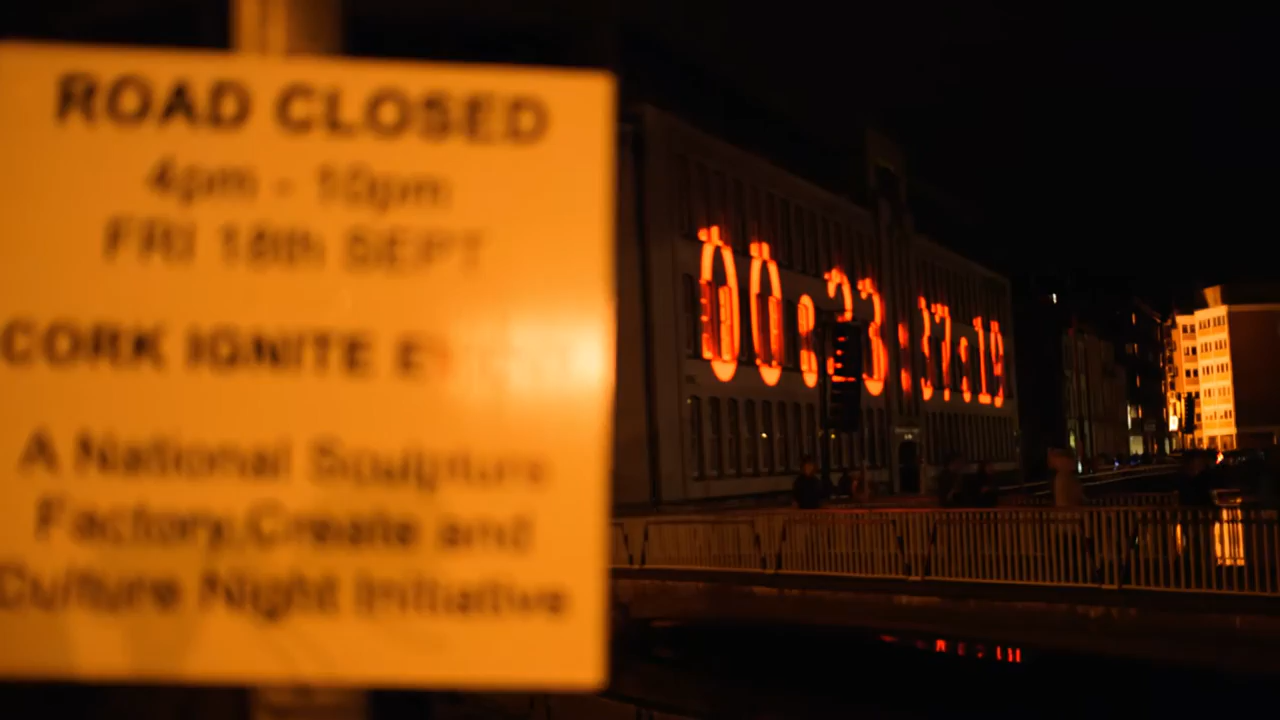 ROAD CLOSED
4pm - 10pm
FRI 18th SEPT
CORK IGNITE
A National Sculpture
Factory,Create and
Culture Night Initiative
00:23:37:19